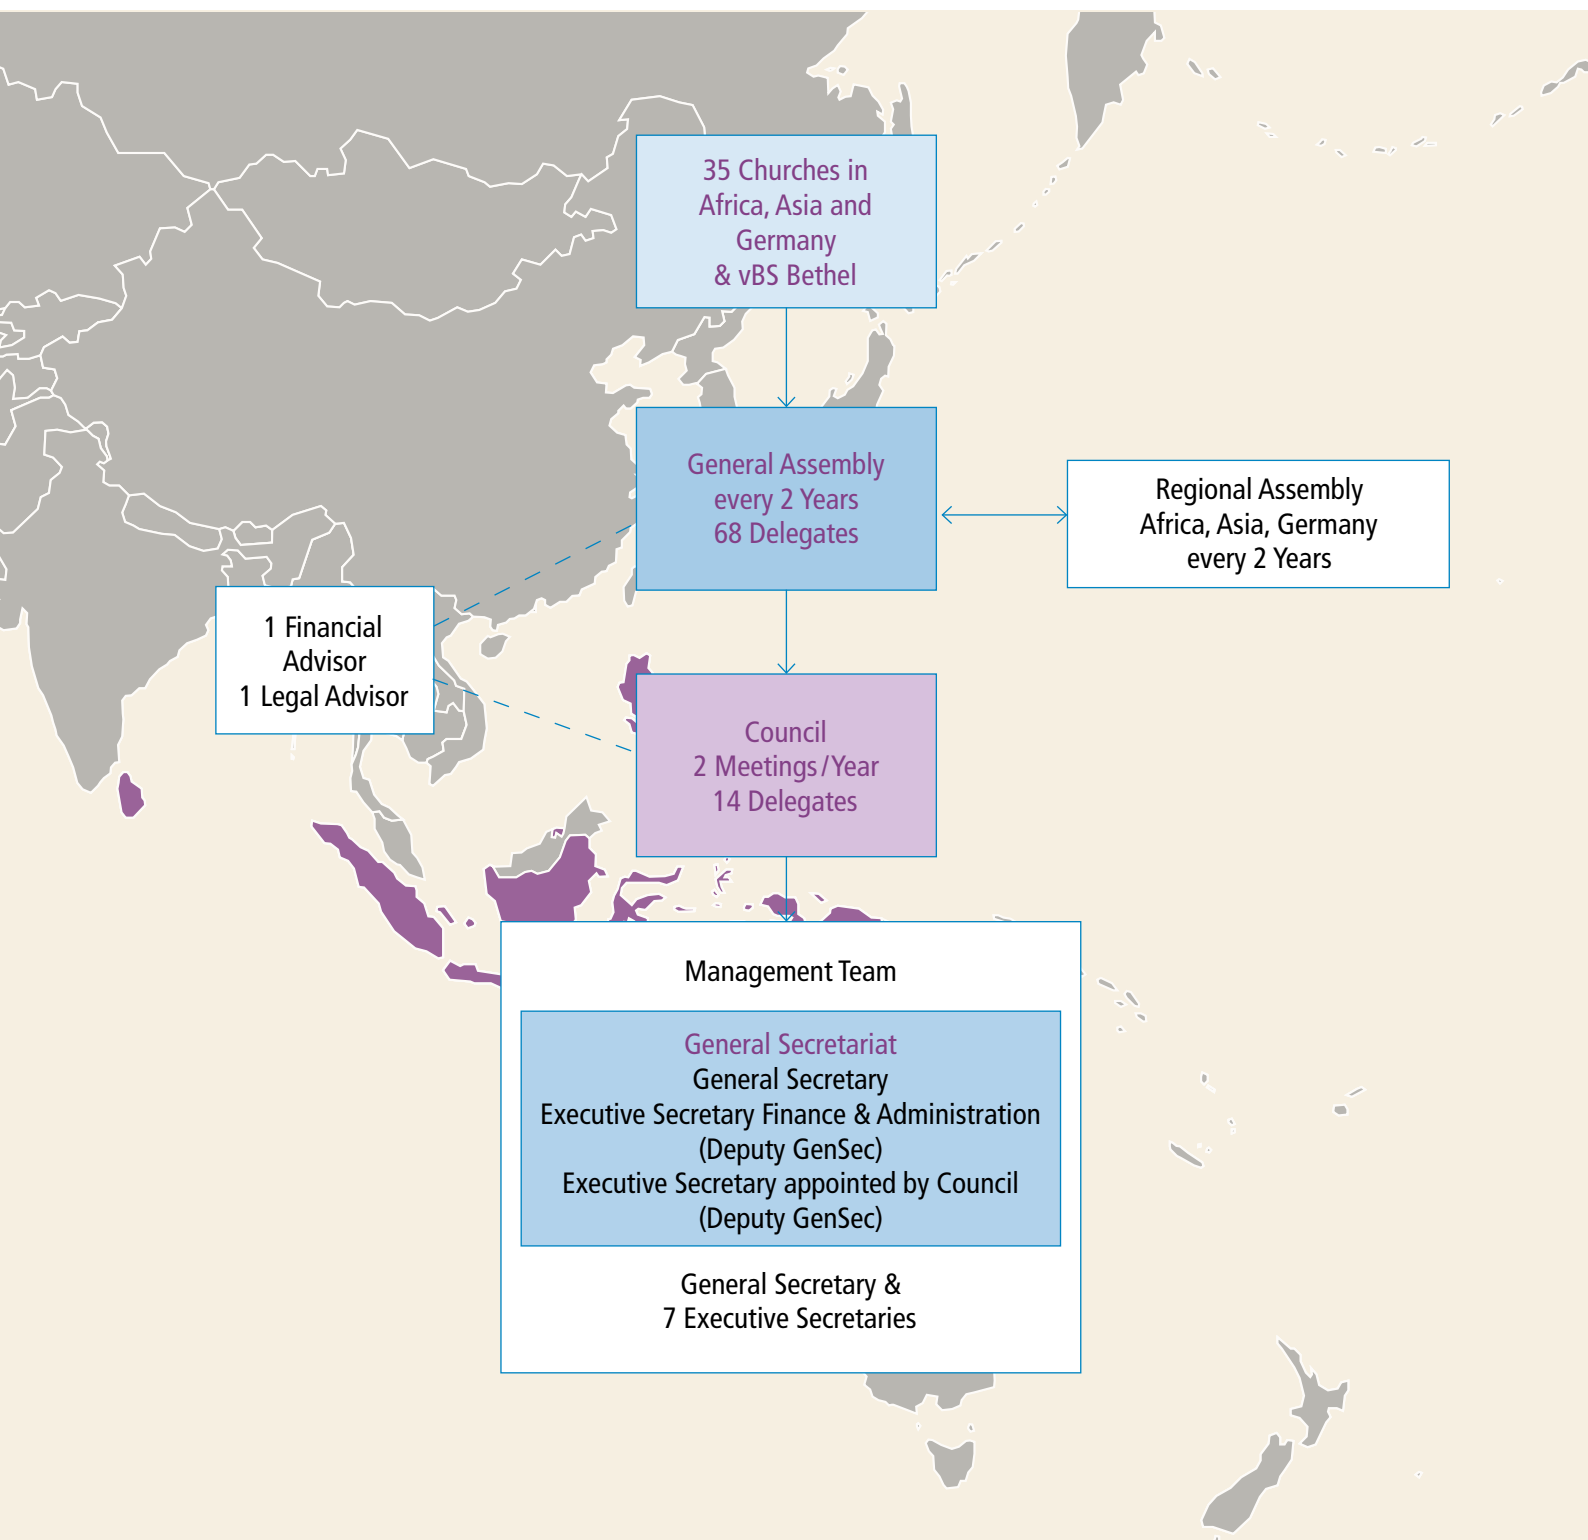 35 Churches in
Africa, Asia and
Germany
& vBS Bethel
General Assembly
every 2 Years
68 Delegates
Regional Assembly
Africa, Asia, Germany
every 2 Years
1 Financial
Advisor
1 Legal Advisor
Council
2 Meetings/Year
14 Delegates
Management Team
General Secretariat
General Secretary
Executive Secretary Finance & Administration
(Deputy GenSec)
Executive Secretary appointed by Council
(Deputy GenSec)
General Secretary &
7 Executive Secretaries